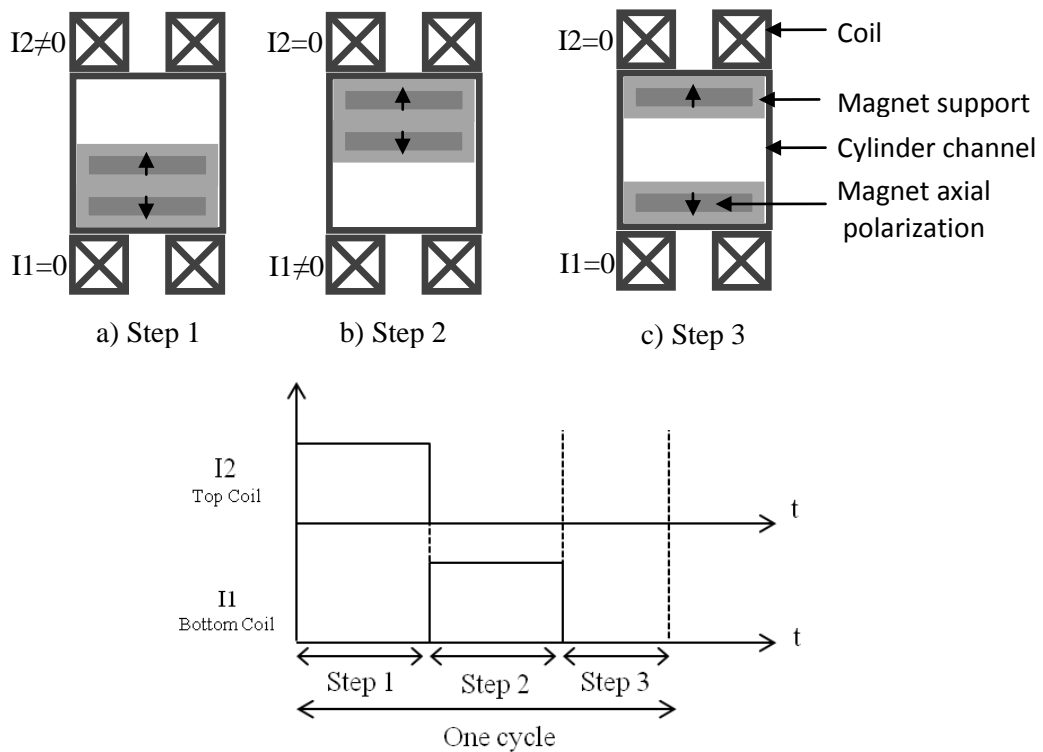 I2≠0
I2=0
I2=0
Coil
Magnet support
Cylinder channel
Magnet axial
polarization
I1=0
I1≠0
I1=0
a) Step 1
b) Step 2
c) Step 3
I2
Top Coil
t
I1
Bottom Coil
t
Step 1
Step 2
Step 3
One cycle